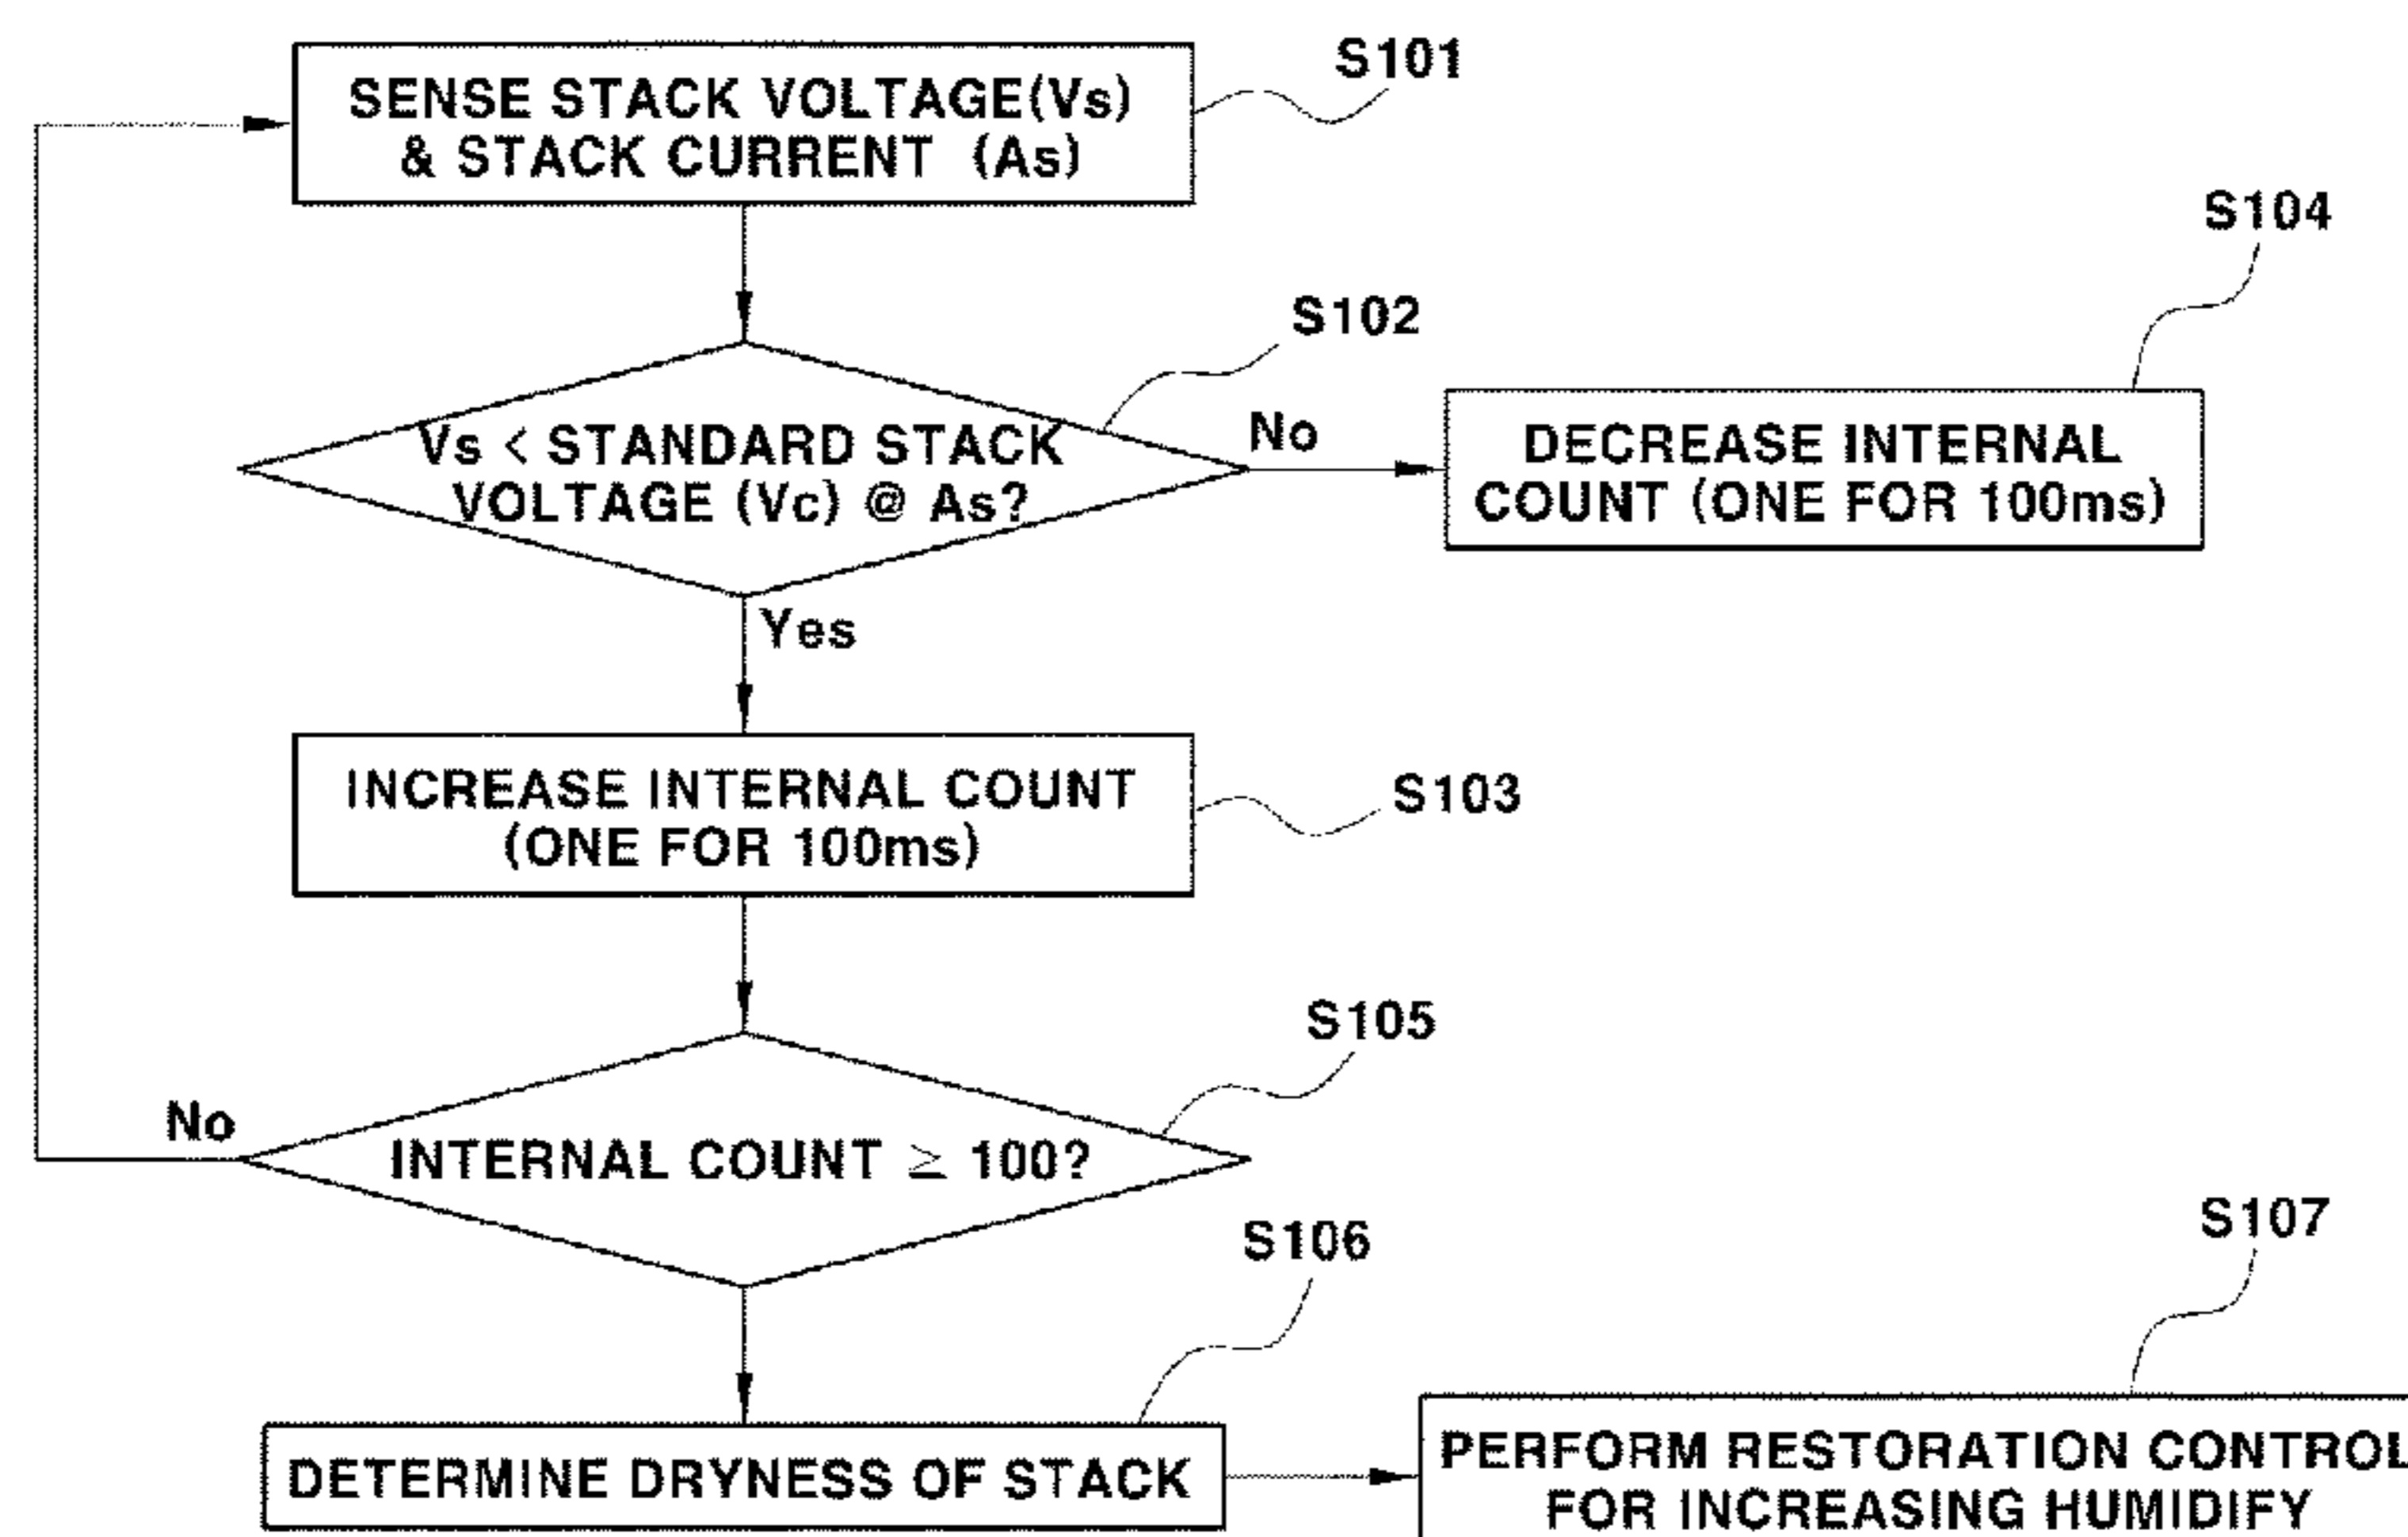 S101
SENSE STACK VOLTAGE(Vs)
& STACK CURRENT (As)
S104
S102
Vs < STANDARD STACK
VOLTAGE (Vc) @ As?
No
DECREASE INTERNAL
COUNT (ONE FOR 100ms)
Yes
INCREASE INTERNAL COUNT
(ONE FOR 100ms)
S103
S105
No
INTERNAL COUNT ≥ 100?
S106
S107
DETERMINE DRYNESS OF STACK
PERFORM RESTORATION CONTROL
FOR INCREASING HUMIDIFY